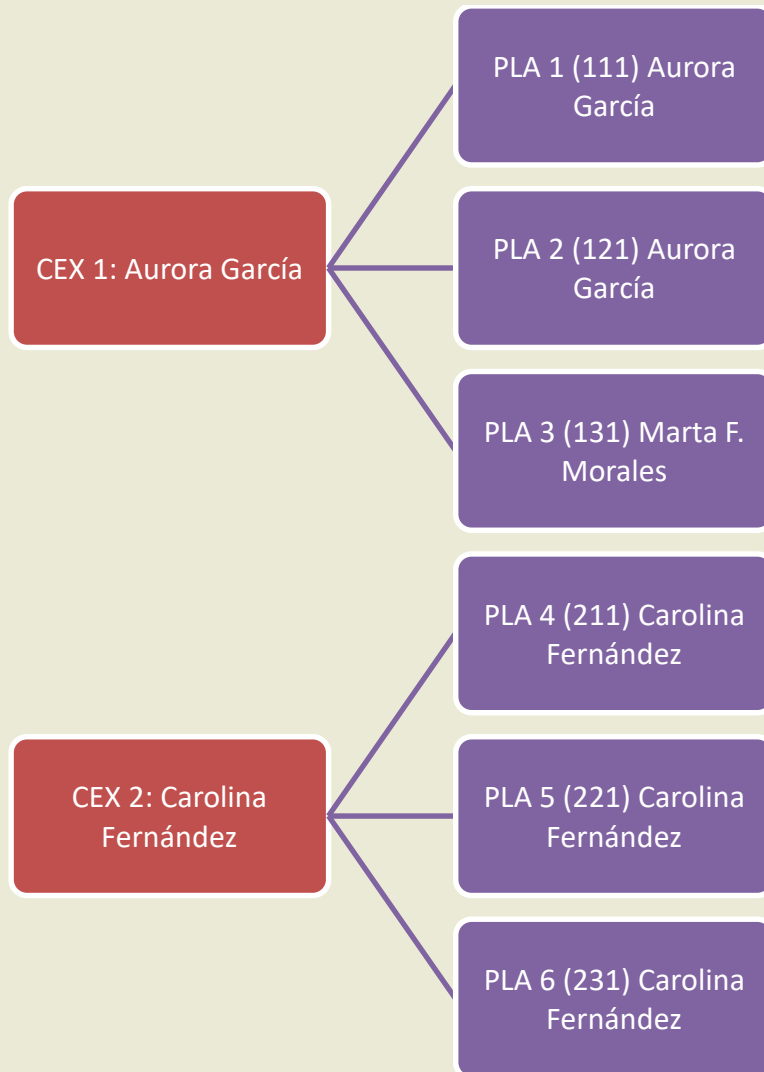 CEX 1: Aurora García
PLA 1 (111) Aurora
García
PLA 2 (121) Aurora
García
PLA 3 (131) Marta F.
Morales
CEX 2: Carolina
Fernández
PLA 4 (211) Carolina
Fernández
PLA 5 (221) Carolina
Fernández
PLA 6 (231) Carolina
Fernández